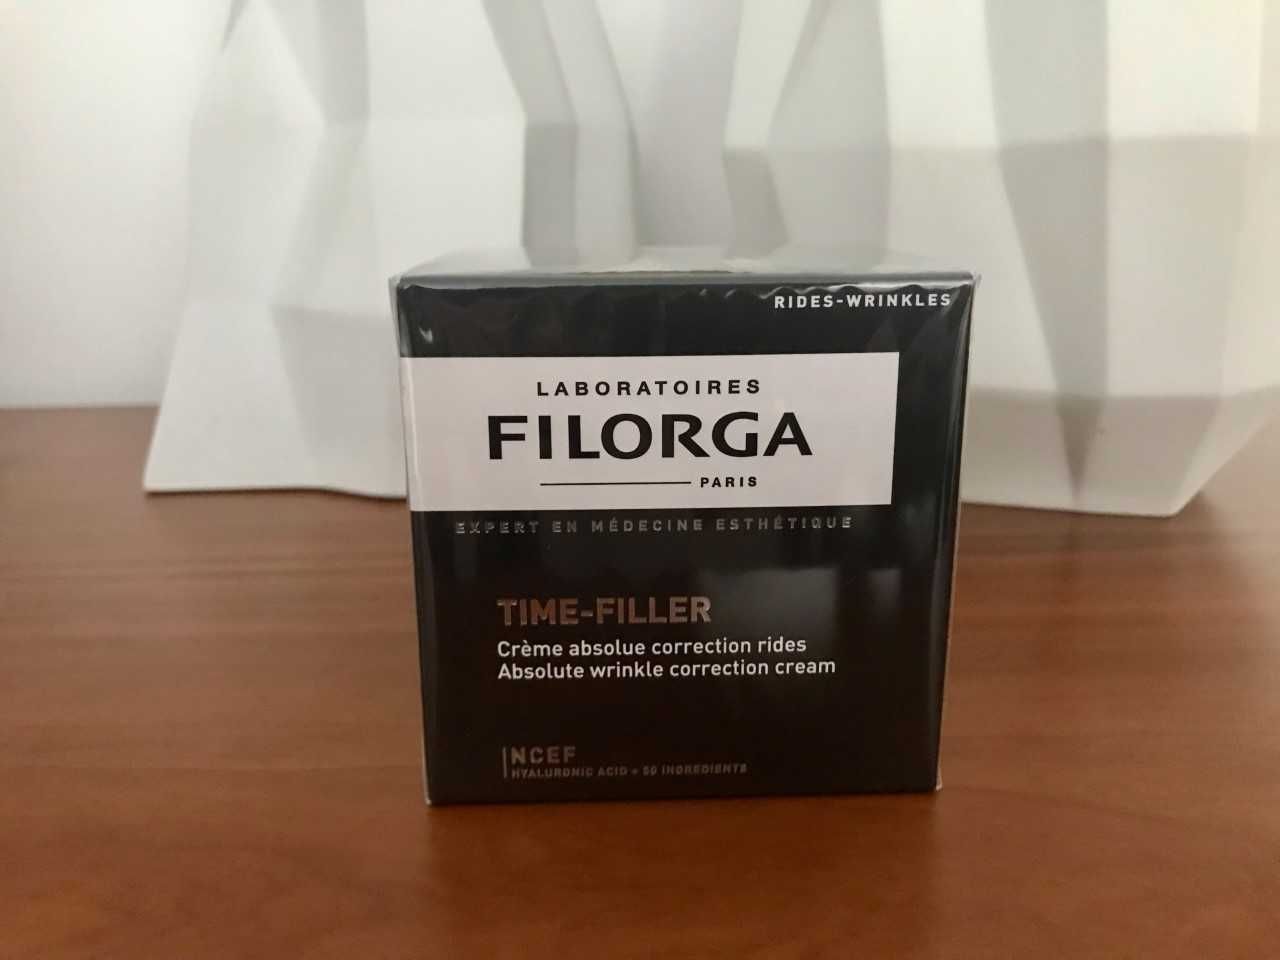 RIDES-WRINKLES
LABORATOIRES
FILORGA
PARIS
EXPERT EN MÉDECINE ESTHÉTIQUE
TIME-FILLER
Crème absolue correction rides
Absolute wrinkle correction cream
NCEF
HYALURONIC ACID + 50 INGREDIENTS